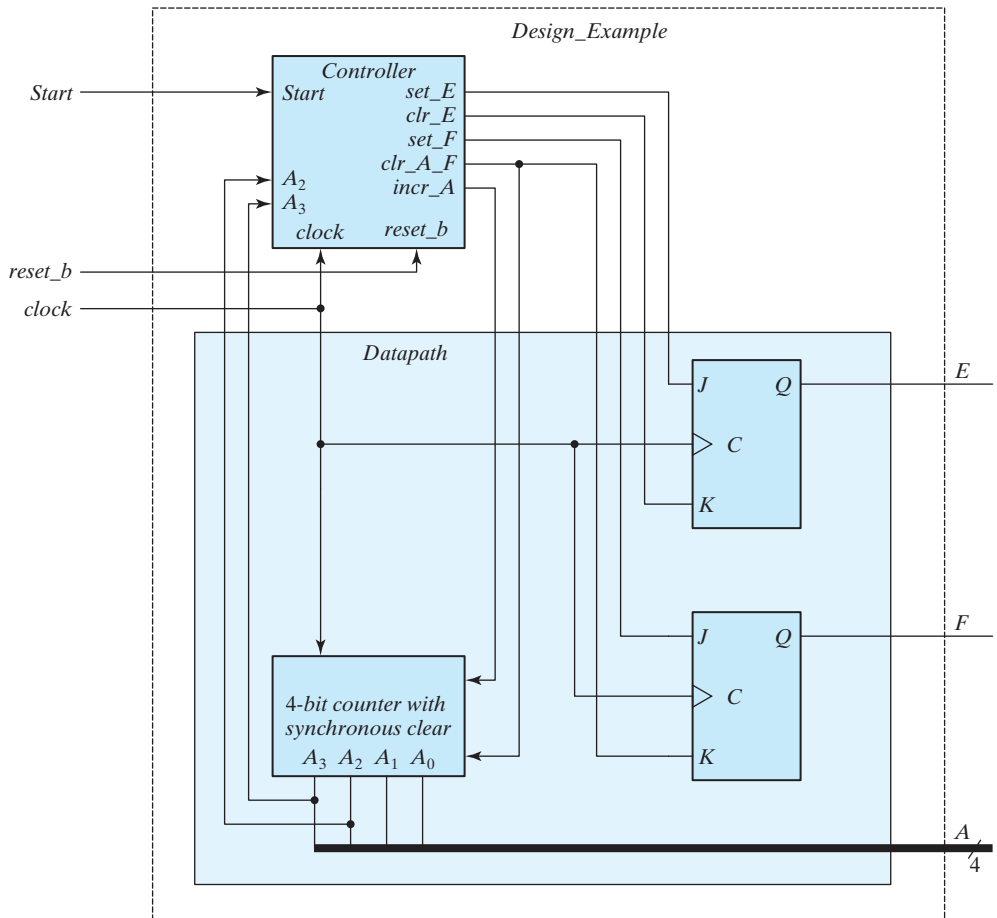 Design_Example
Controller
Start
Start
set_E
clr_E
set_F
clr_A_F
incr_A
A2
A3
clock
reset_b
reset_b
clock
Datapath
J
Q
E
C
K
J
Q
F
C
K
4-bit counter with
synchronous clear
A3 A2 A1 A0
A
4